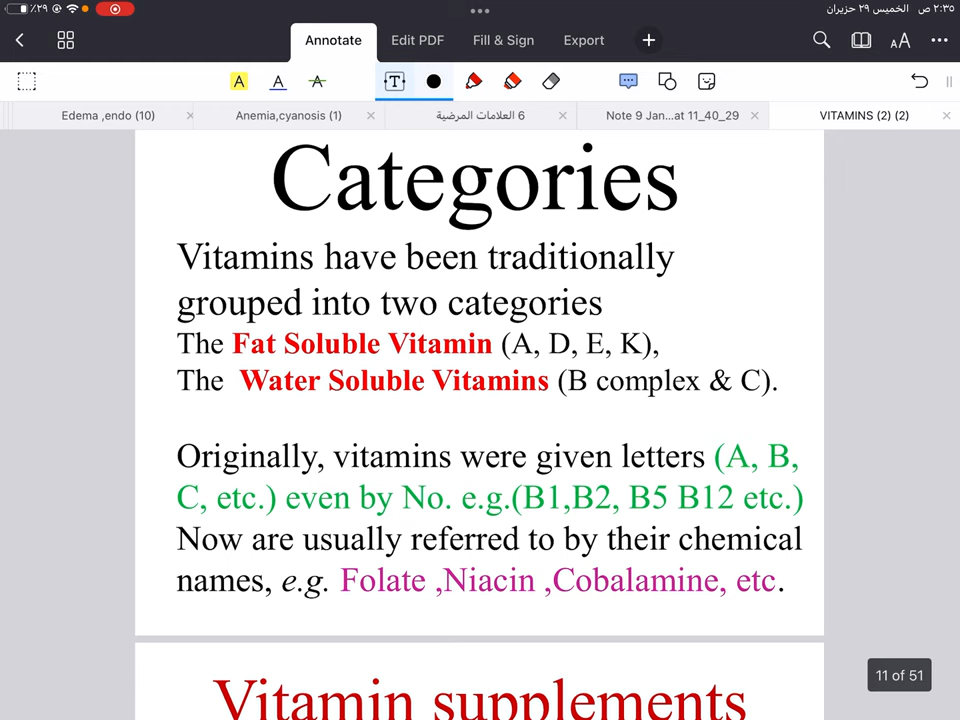 ٪٢٩ ٢:٣٥ ص الخميس ٢٩ حزيران
Annotate Edit PDF Fill & Sign Export
A A A T AA
Edema ,endo (10) Anemia,cyanosis (1) 6 العلامات المرضية Note 9 Jan...at 11_40_29 VITAMINS (2) (2)
Categories
Vitamins have been traditionally
grouped into two categories
The Fat Soluble Vitamin (A, D, E, K),
The Water Soluble Vitamins (B complex & C).
Originally, vitamins were given letters (A, B,
C, etc.) even by No. e.g.(B1,B2, B5 B12 etc.)
Now are usually referred to by their chemical
names, e.g. Folate ,Niacin ,Cobalamine, etc.
11 of 51
Vitamin supplements